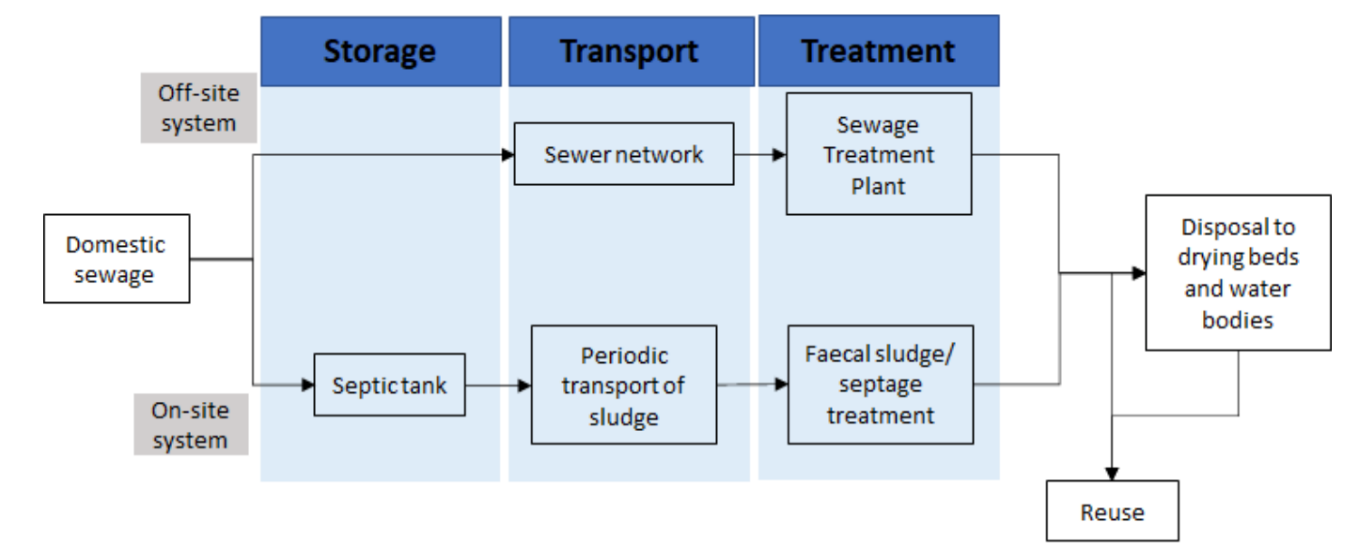 Storage
Transport
Treatment
Off-site
system
Sewer network
Sewage
Treatment
Plant
Domestic
sewage
Disposal to
drying beds
and water
bodies
Septic tank
Periodic
transport of
sludge
Faecal sludge/
septage
treatment
On-site
system
Reuse